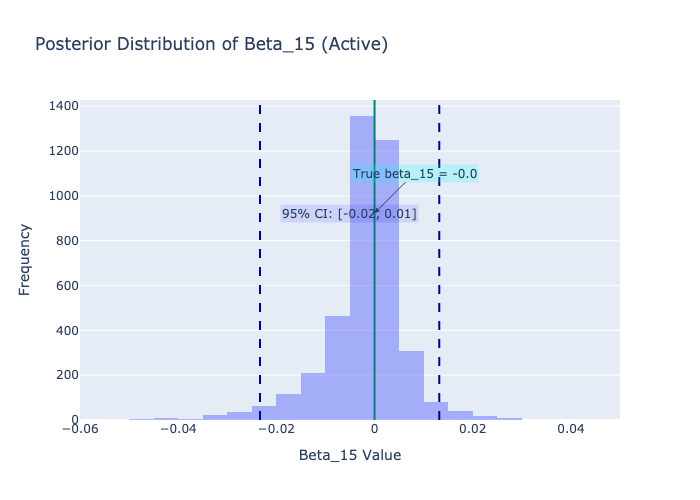 Posterior Distribution of Beta_15 (Active)
1400
1200
1000
800
600
400
200
0
Frequency
True beta_15 = -0.0
95% CI: [-0.02, 0.01]
−0.06
−0.04
−0.02
0
0.02
0.04
Beta_15 Value